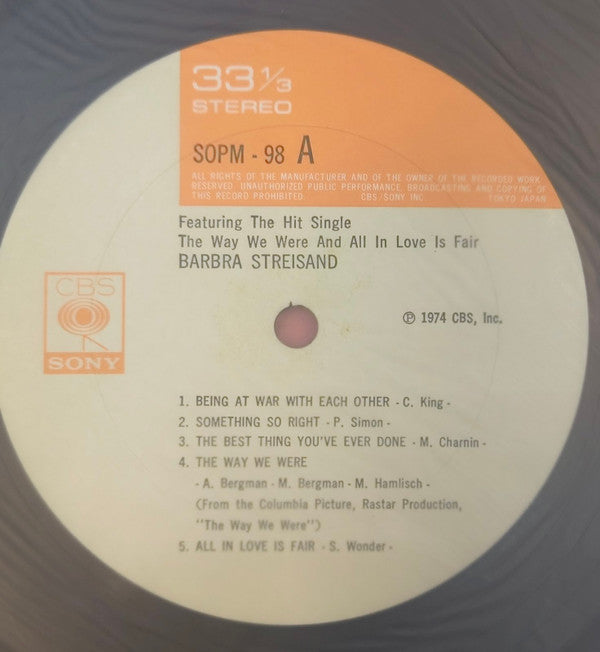 33 1/3
STEREO
SOPM - 98 A
ALL RIGHTS OF THE MANUFACTURER AND OF THE OWNER OF THE RECORDED WORK
RESERVED. UNAUTHORIZED PUBLIC PERFORMANCE, BROADCASTING AND COPYING OF
THIS RECORD PROHIBITED. CBS/SONY INC. TOKYO JAPAN
Featuring The Hit Single
The Way We Were And All In Love Is Fair
BARBRA STREISAND
CBS
SONY
℗ 1974 CBS, Inc.
1. BEING AT WAR WITH EACH OTHER - C. King -
2. SOMETHING SO RIGHT - P. Simon -
3. THE BEST THING YOU'VE EVER DONE - M. Charnin -
4. THE WAY WE WERE
- A. Bergman - M. Bergman - M. Hamlisch -
(From the Columbia Picture, Rastar Production,
"The Way We Were")
5. ALL IN LOVE IS FAIR - S. Wonder -